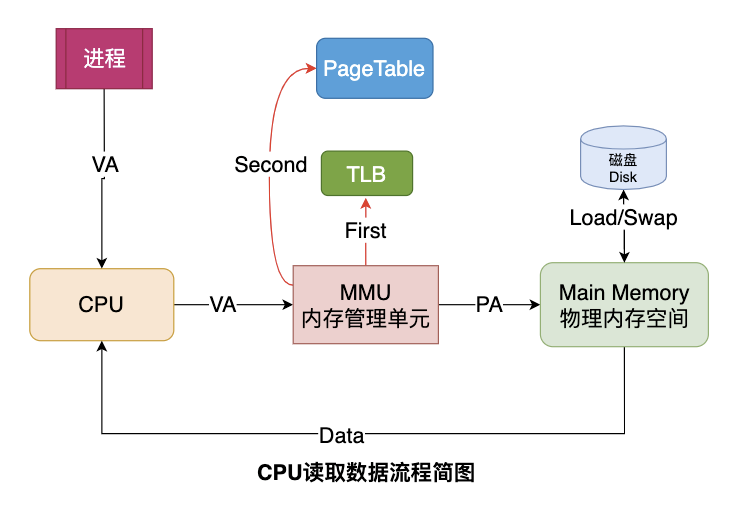 进程
PageTable
VA
Second
TLB
磁盘
Disk
First
Load/Swap
CPU
VA
MMU
内存管理单元
PA
Main Memory
物理内存空间
Data
CPU读取数据流程简图